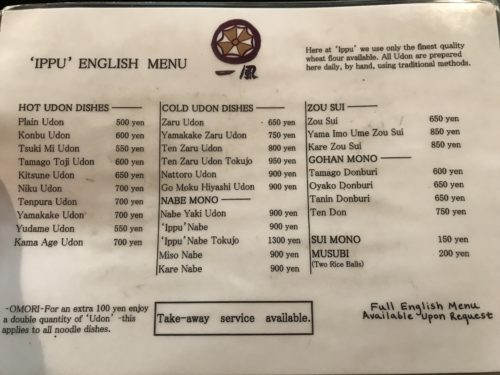 'IPPU' ENGLISH MENU
一凮
Here at 'Ippu' we use only the finest quality
wheat flour available. All Udon are prepared
here daily, by hand, using traditional methods.
HOT UDON DISHES
Plain Udon 500 yen
Konbu Udon 600 yen
Tsuki Mi Udon 550 yen
Tamago Toji Udon 600 yen
Kitsune Udon 650 yen
Niku Udon 700 yen
Tenpura Udon 700 yen
Yamakake Udon 700 yen
Yudame Udon 550 yen
Kama Age Udon 700 yen
COLD UDON DISHES
Zaru Udon 650 yen
Yamakake Zaru Udon 750 yen
Ten Zaru Udon 800 yen
Ten Zaru Udon Tokujo 950 yen
Nattoro Udon 900 yen
Go Moku Hiyashi Udon 900 yen
NABE MONO
Nabe Yaki Udon 900 yen
'Ippu'Nabe 900 yen
'Ippu'Nabe Tokujo 1300 yen
Miso Nabe 900 yen
Kare Nabe 900 yen
ZOU SUI
Zou Sui 650 yen
Yama Imo Ume Zou Sui 850 yen
Kare Zou Sui 850 yen
GOHAN MONO
Tamago Donburi 600 yen
Oyako Donburi 650 yen
Tanin Donburi 650 yen
Ten Don 750 yen
SUI MONO 150 yen
MUSUBI 200 yen
(Two Rice Balls)
-OMORI-For an extra 100 yen enjoy
a double quantity of 'Udon' -this
applies to all noodle dishes.
Take-away service available.
Full English Menu
Available Upon Request